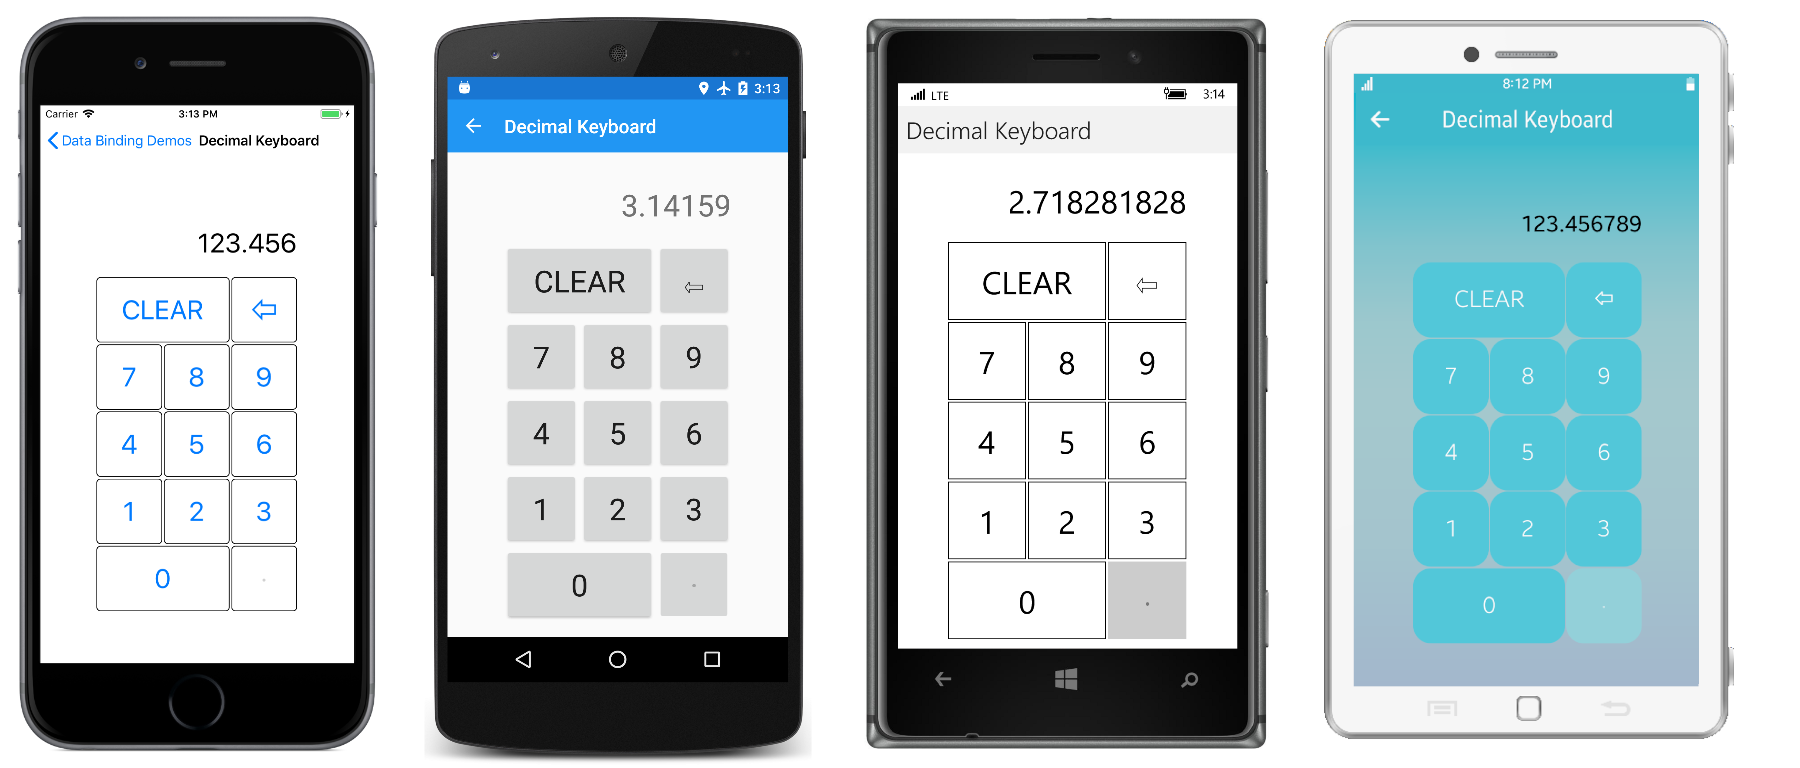 Carrier 3:13 PM
Data Binding Demos Decimal Keyboard
123.456
CLEAR ⇦
7 8 9
4 5 6
1 2 3
0 .
3:13
Decimal Keyboard
3.14159
CLEAR ⇦
7 8 9
4 5 6
1 2 3
0 .
LTE 3:14
Decimal Keyboard
2.718281828
CLEAR ⇦
7 8 9
4 5 6
1 2 3
0 .
8:12 PM
Decimal Keyboard
123.456789
CLEAR ⇦
7 8 9
4 5 6
1 2 3
0 .